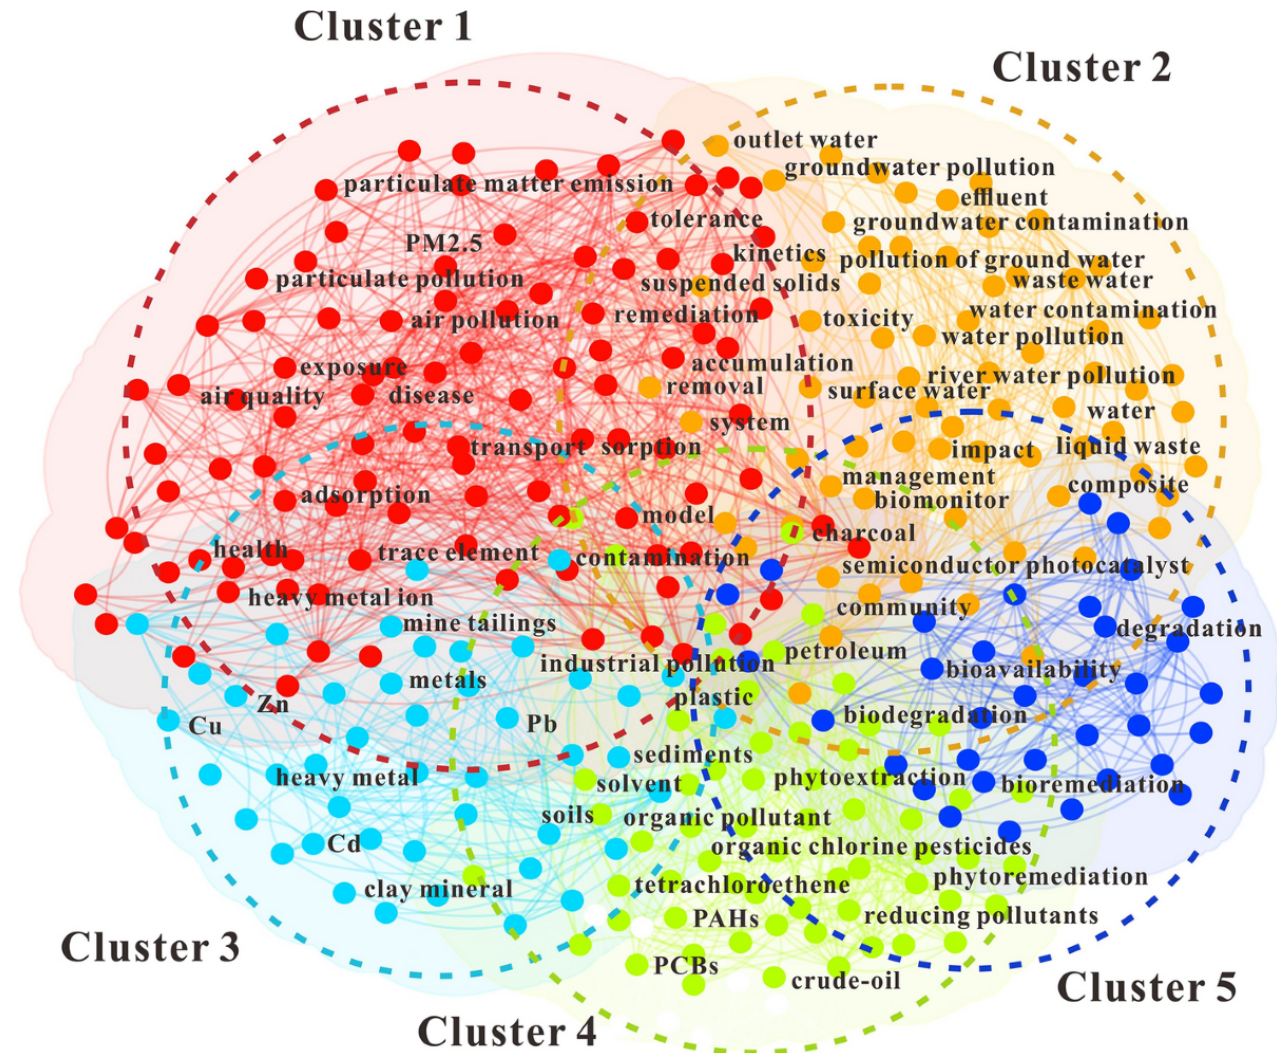 Cluster 1
Cluster 2
outlet water
groundwater pollution
particulate matter emission
effluent
tolerance
groundwater contamination
PM2.5
kinetics
pollution of ground water
particulate pollution
suspended solids
waste water
air pollution
remediation
toxicity
water contamination
water pollution
exposure
accumulation
removal
river water pollution
air quality
disease
surface water
system
water
transport
sorption
impact
liquid waste
management
composite
adsorption
biomonitor
model
charcoal
health
trace element
contamination
semiconductor photocatalyst
heavy metal ion
community
mine tailings
degradation
industrial pollution
petroleum
bioavailability
metals
plastic
Zn
Cu
Pb
biodegradation
sediments
heavy metal
solvent
phytoextraction
bioremediation
soils
organic pollutant
Cd
organic chlorine pesticides
clay mineral
tetrachloroethene
phytoremediation
PAHs
reducing pollutants
Cluster 3
PCBs
crude-oil
Cluster 5
Cluster 4